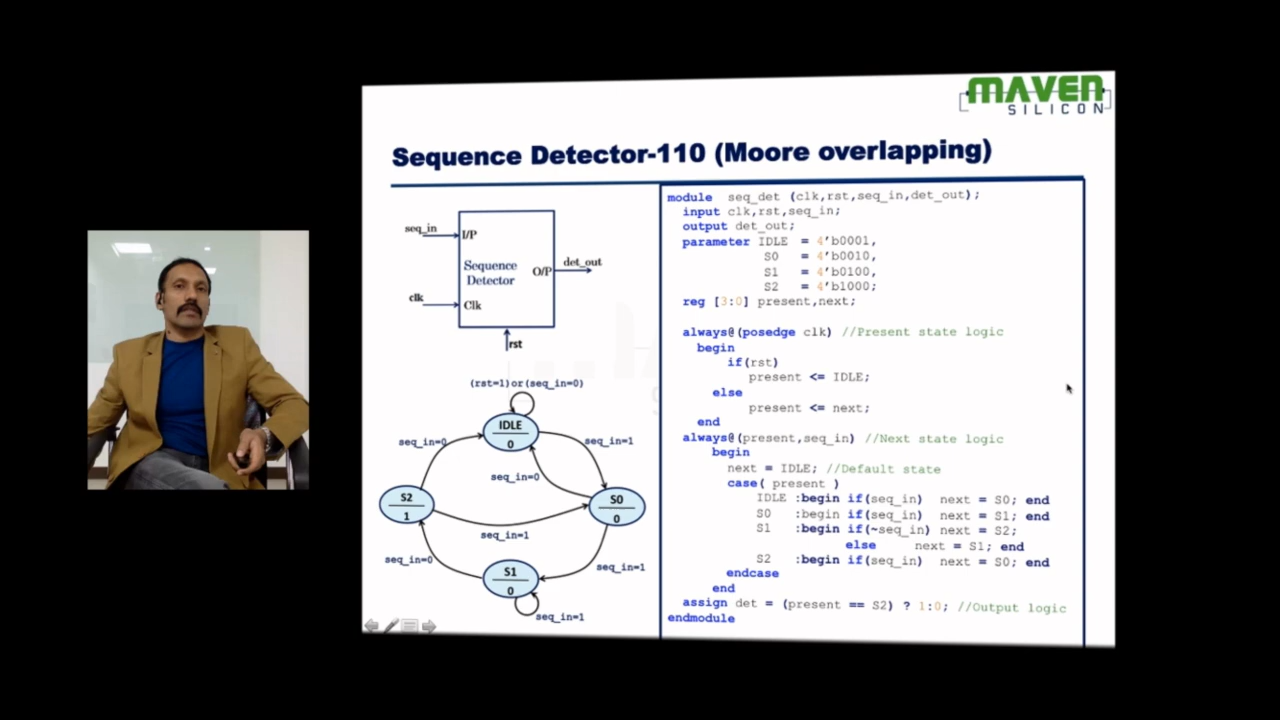 MAVEN
SILICON
Sequence Detector-110 (Moore overlapping)
seq_in
I/P
Sequence
Detector
O/P
det_out
clk
Clk
rst
(rst=1)or(seq_in=0)
IDLE
0
seq_in=0
seq_in=1
seq_in=0
S2
1
S0
0
seq_in=1
seq_in=0
seq_in=1
S1
0
seq_in=1
module seq_det (clk,rst,seq_in,det_out);
input clk,rst,seq_in;
output det_out;
parameter IDLE = 4'b0001,
S0 = 4'b0010,
S1 = 4'b0100,
S2 = 4'b1000;
reg [3:0] present,next;
always@(posedge clk) //Present state logic
begin
if(rst)
present <= IDLE;
else
present <= next;
end
always@(present,seq_in) //Next state logic
begin
next = IDLE; //Default state
case( present )
IDLE :begin if(seq_in) next = S0; end
S0 :begin if(seq_in) next = S1; end
S1 :begin if(~seq_in) next = S2;
else next = S1; end
S2 :begin if(seq_in) next = S0; end
endcase
end
assign det = (present == S2) ? 1:0; //Output logic
endmodule